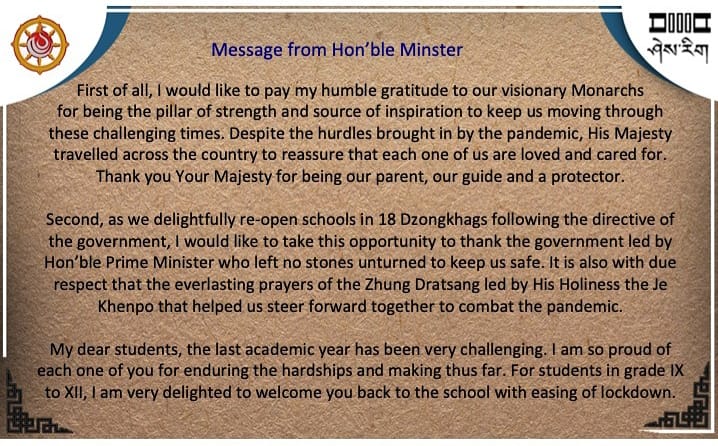 ཤེས་རིག
Message from Hon’ble Minster
First of all, I would like to pay my humble gratitude to our visionary Monarchs
for being the pillar of strength and source of inspiration to keep us moving through
these challenging times. Despite the hurdles brought in by the pandemic, His Majesty
travelled across the country to reassure that each one of us are loved and cared for.
Thank you Your Majesty for being our parent, our guide and a protector.
Second, as we delightfully re-open schools in 18 Dzongkhags following the directive of
the government, I would like to take this opportunity to thank the government led by
Hon’ble Prime Minister who left no stones unturned to keep us safe. It is also with due
respect that the everlasting prayers of the Zhung Dratsang led by His Holiness the Je
Khenpo that helped us steer forward together to combat the pandemic.
My dear students, the last academic year has been very challenging. I am so proud of
each one of you for enduring the hardships and making thus far. For students in grade IX
to XII, I am very delighted to welcome you back to the school with easing of lockdown.